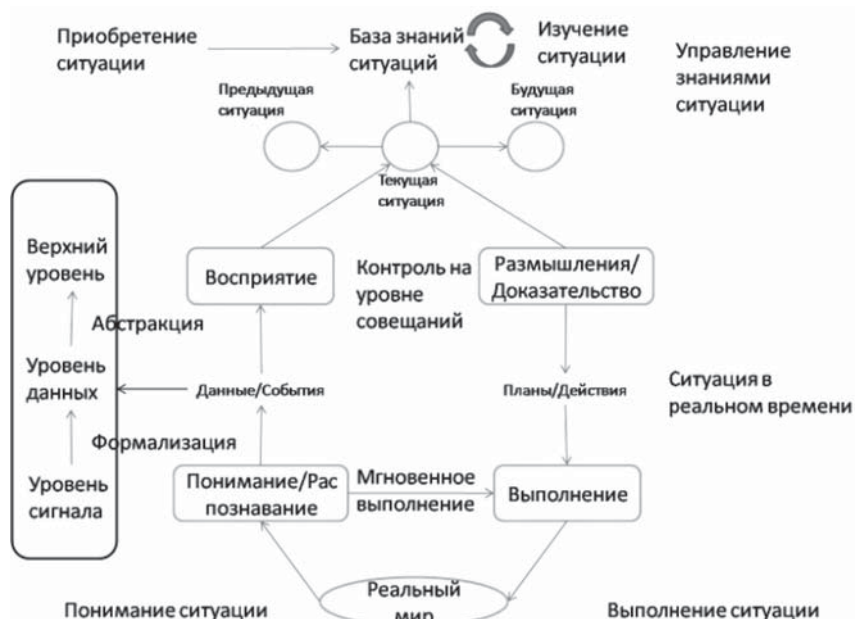 Приобретение
ситуации
База знаний
ситуаций
Изучение
ситуации
Управление
знаниями
ситуации
Предыдущая
ситуация
Будущая
ситуация
Текущая
ситуация
Верхний
уровень
Восприятие
Контроль на
уровне
совещаний
Размышления/
Доказательство
Абстракция
Уровень
данных
Данные/События
Планы/Действия
Ситуация в
реальном времени
Формализация
Уровень
сигнала
Понимание/Рас
познавание
Мгновенное
выполнение
Выполнение
Реальный
мир
Понимание ситуации
Выполнение ситуации